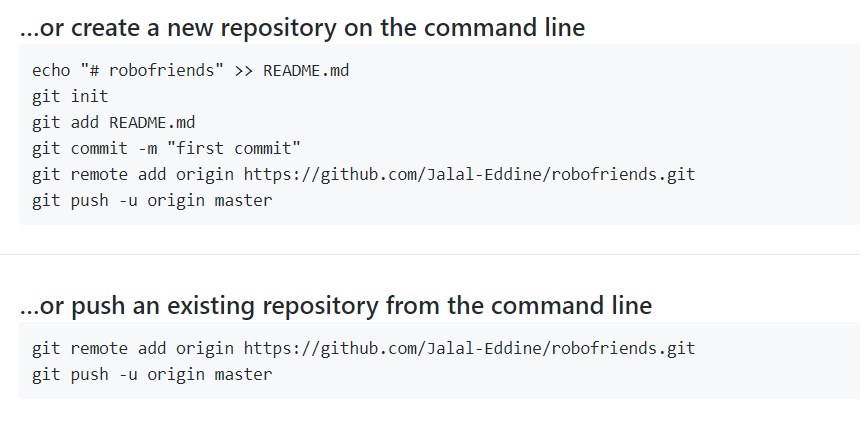 ...or create a new repository on the command line
echo "# robofriends" >> README.md
git init
git add README.md
git commit -m "first commit"
git remote add origin https://github.com/Jalal-Eddine/robofriends.git
git push -u origin master
...or push an existing repository from the command line
git remote add origin https://github.com/Jalal-Eddine/robofriends.git
git push -u origin master